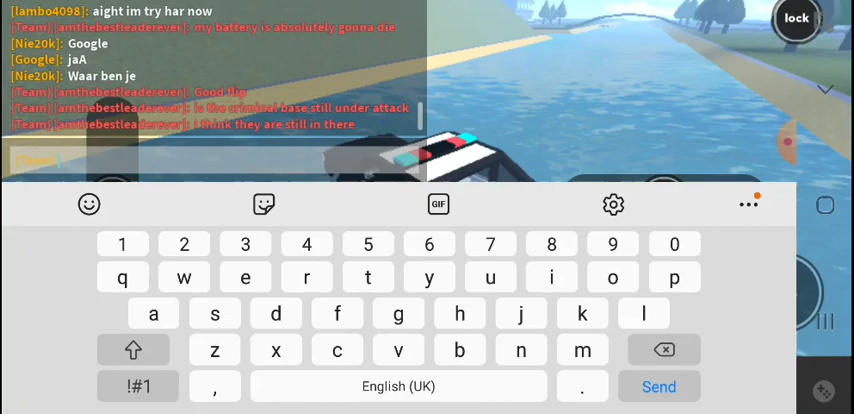 [lambo4098]: aight im try har now
[Team] [amthebestleaderever]: my battery is absolutely gonna die
[Nie20k]: Google
[Google]: jaA
[Nie20k]: Waar ben je
[Team] [amthebestleaderever]: Good flip
[Team] [amthebestleaderever]: is the criminal base still under attack
[Team] [amthebestleaderever]: I think they are still in there
[Team]
lock
GIF
1 2 3 4 5 6 7 8 9 0
q w e r t y u i o p
a s d f g h j k l
z x c v b n m
!#1 , English (UK) . Send